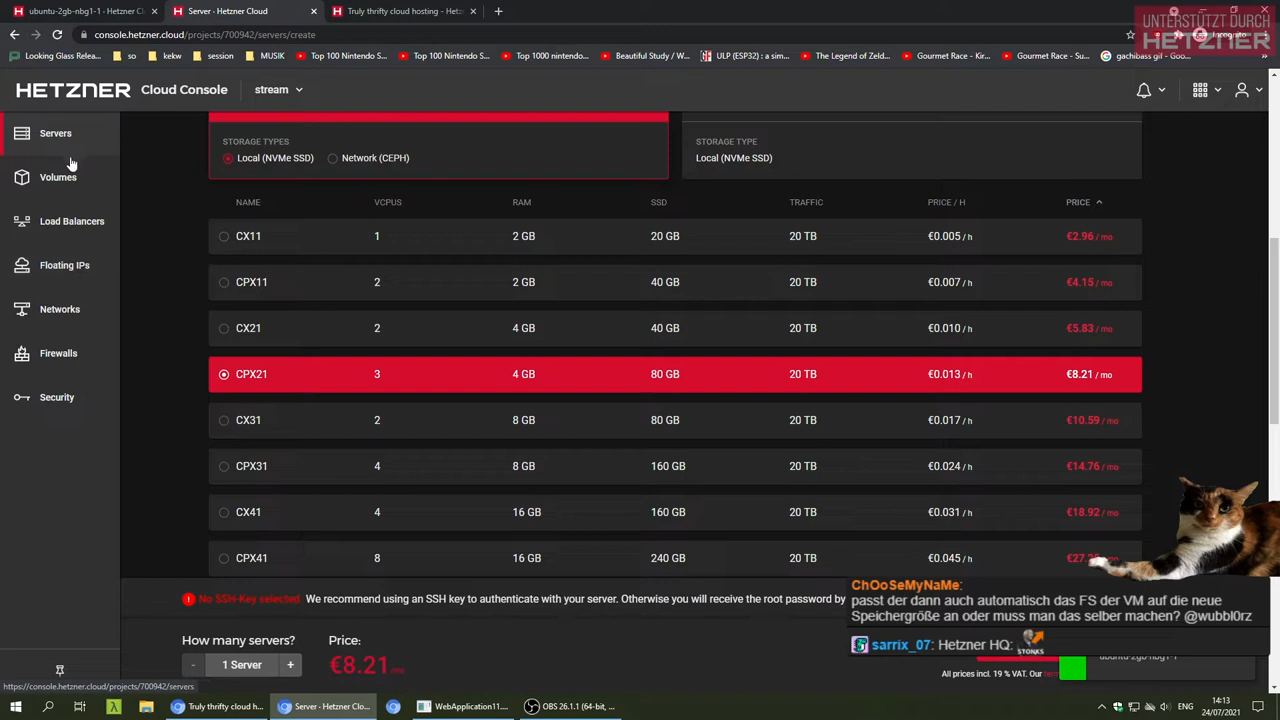 ubuntu-2gb-nbg1-1 - Hetzner C
Server - Hetzner Cloud
Truly thrifty cloud hosting - Het
console.hetzner.cloud/projects/700942/servers/create
Incognito
UNTERSTÜTZT DURCH
HETZNER
Looking Glass Relea...
so
kekw
session
MUSIK
Top 100 Nintendo S...
Top 100 Nintend...
Top 1000 nintendo...
Beautiful Study / W...
ULP (ESP32) : a sim...
The Legend of Zeld...
Gourmet Race - Kir...
Gourmet Race - Su...
gachibass gif - Goo...
HETZNER
Cloud Console
stream
Servers
Volumes
Load Balancers
Floating IPs
Networks
Firewalls
Security
STORAGE TYPES
Local (NVMe SSD)
Network (CEPH)
STORAGE TYPE
Local (NVMe SSD)
NAME VCPUS RAM SSD TRAFFIC PRICE / H PRICE
CX11 1 2 GB 20 GB 20 TB €0.005 / h €2.96 / mo
CPX11 2 2 GB 40 GB 20 TB €0.007 / h €4.15 / mo
CX21 2 4 GB 40 GB 20 TB €0.010 / h €5.83 / mo
CPX21 3 4 GB 80 GB 20 TB €0.013 / h €8.21 / mo
CX31 2 8 GB 80 GB 20 TB €0.017 / h €10.59 / mo
CPX31 4 8 GB 160 GB 20 TB €0.024 / h €14.76 / mo
CX41 4 16 GB 160 GB 20 TB €0.031 / h €18.92 / mo
CPX41 8 16 GB 240 GB 20 TB €0.045 / h
No SSH-Key selected We recommend using an SSH key to authenticate with your server. Otherwise you will receive the root password by
How many servers?
- 1 Server +
Price:
€8.21 / mo
ChOoSeMyNaMe:
passt der dann auch automatisch das FS der VM auf die neue
Speichergröße an oder muss man das selber machen? @wubbl0rz
sarrix_07: Hetzner HQ:
STONKS
ubuntu-2gb-nbg1-1
All prices incl. 19 % VAT. Our
https://console.hetzner.cloud/projects/700942/servers
Truly thrifty cloud h...
Server - Hetzner Clo...
WebApplication11...
OBS 26.1.1 (64-bit, ...
ENG
14:13
24/07/2021